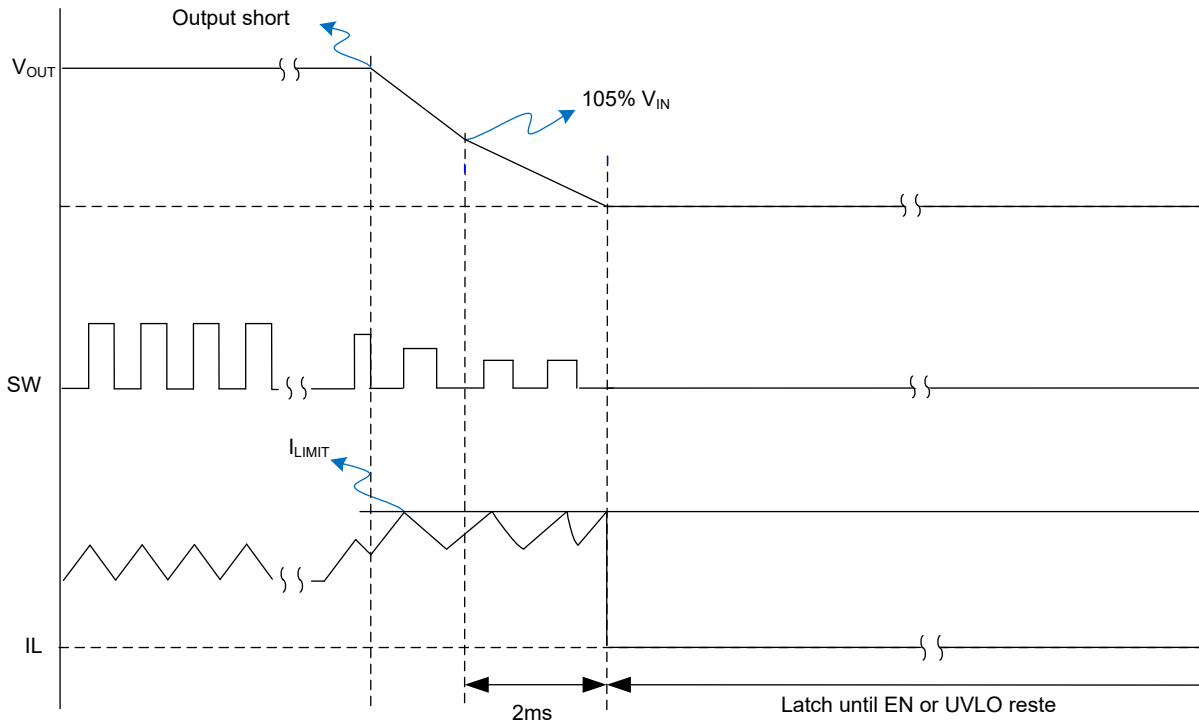 Output short
VOUT
105% VIN
SW
ILIMIT
IL
2ms
Latch until EN or UVLO reste